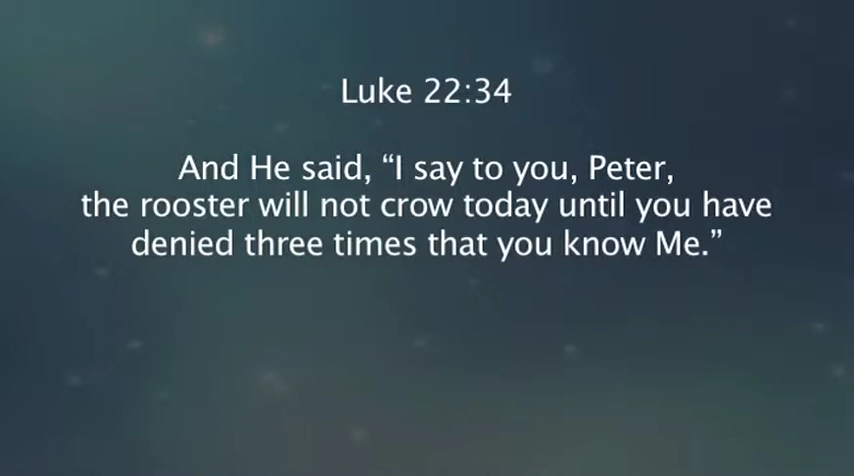 Luke 22:34
And He said, “I say to you, Peter,
the rooster will not crow today until you have
denied three times that you know Me.”